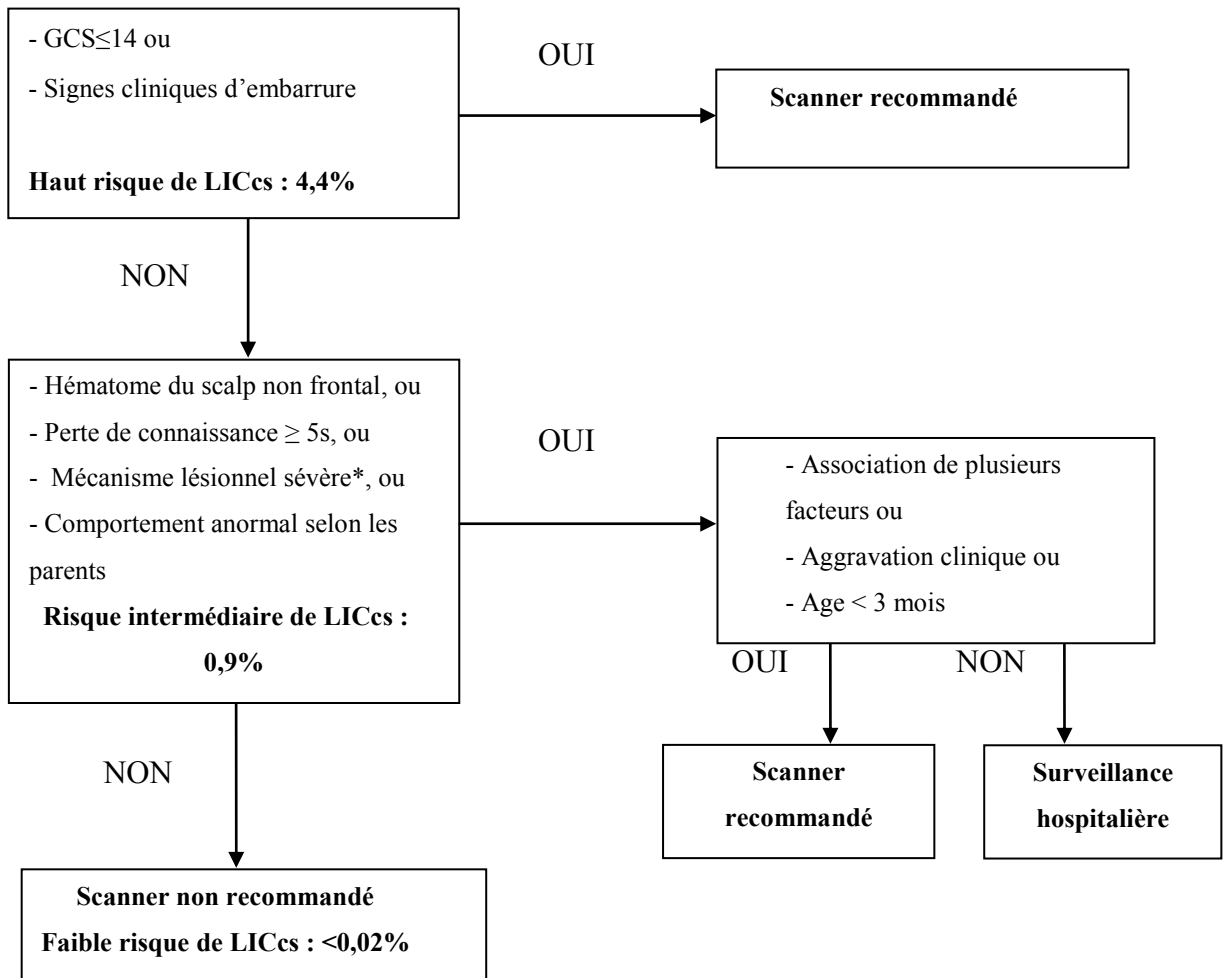 - GCS≤14 ou
- Signes cliniques d’embarrure
Haut risque de LICcs : 4,4%
OUI
Scanner recommandé
NON
- Hématome du scalp non frontal, ou
- Perte de connaissance ≥ 5s, ou
- Mécanisme lésionnel sévère*, ou
- Comportement anormal selon les
parents
Risque intermédiaire de LICcs :
0,9%
OUI
- Association de plusieurs
facteurs ou
- Aggravation clinique ou
- Age < 3 mois
OUI
NON
Scanner
recommandé
Surveillance
hospitalière
NON
Scanner non recommandé
Faible risque de LICcs : <0,02%